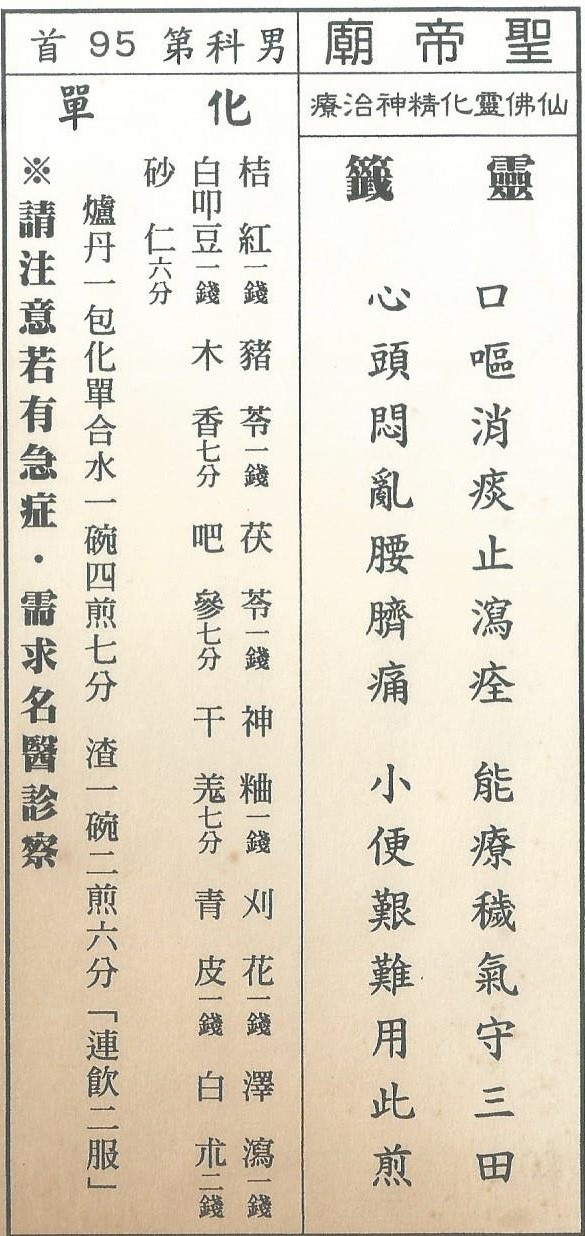 聖帝廟
仙佛靈化精神治療
靈籤
口嘔消痰止瀉痊　能療穢氣守三田
心頭悶亂腰臍痛　小便艱難用此煎
男科第95首
化單
桔紅一錢　豬苓一錢　茯苓一錢　神粬一錢　刈花一錢　澤瀉一錢
白叩豆一錢　木香七分　吧參七分　干羗七分　青皮一錢　白朮二錢
砂仁六分
爐丹一包化單合水一碗四煎七分　渣一碗二煎六分「連飲二服」
※請注意若有急症·需求名醫診察